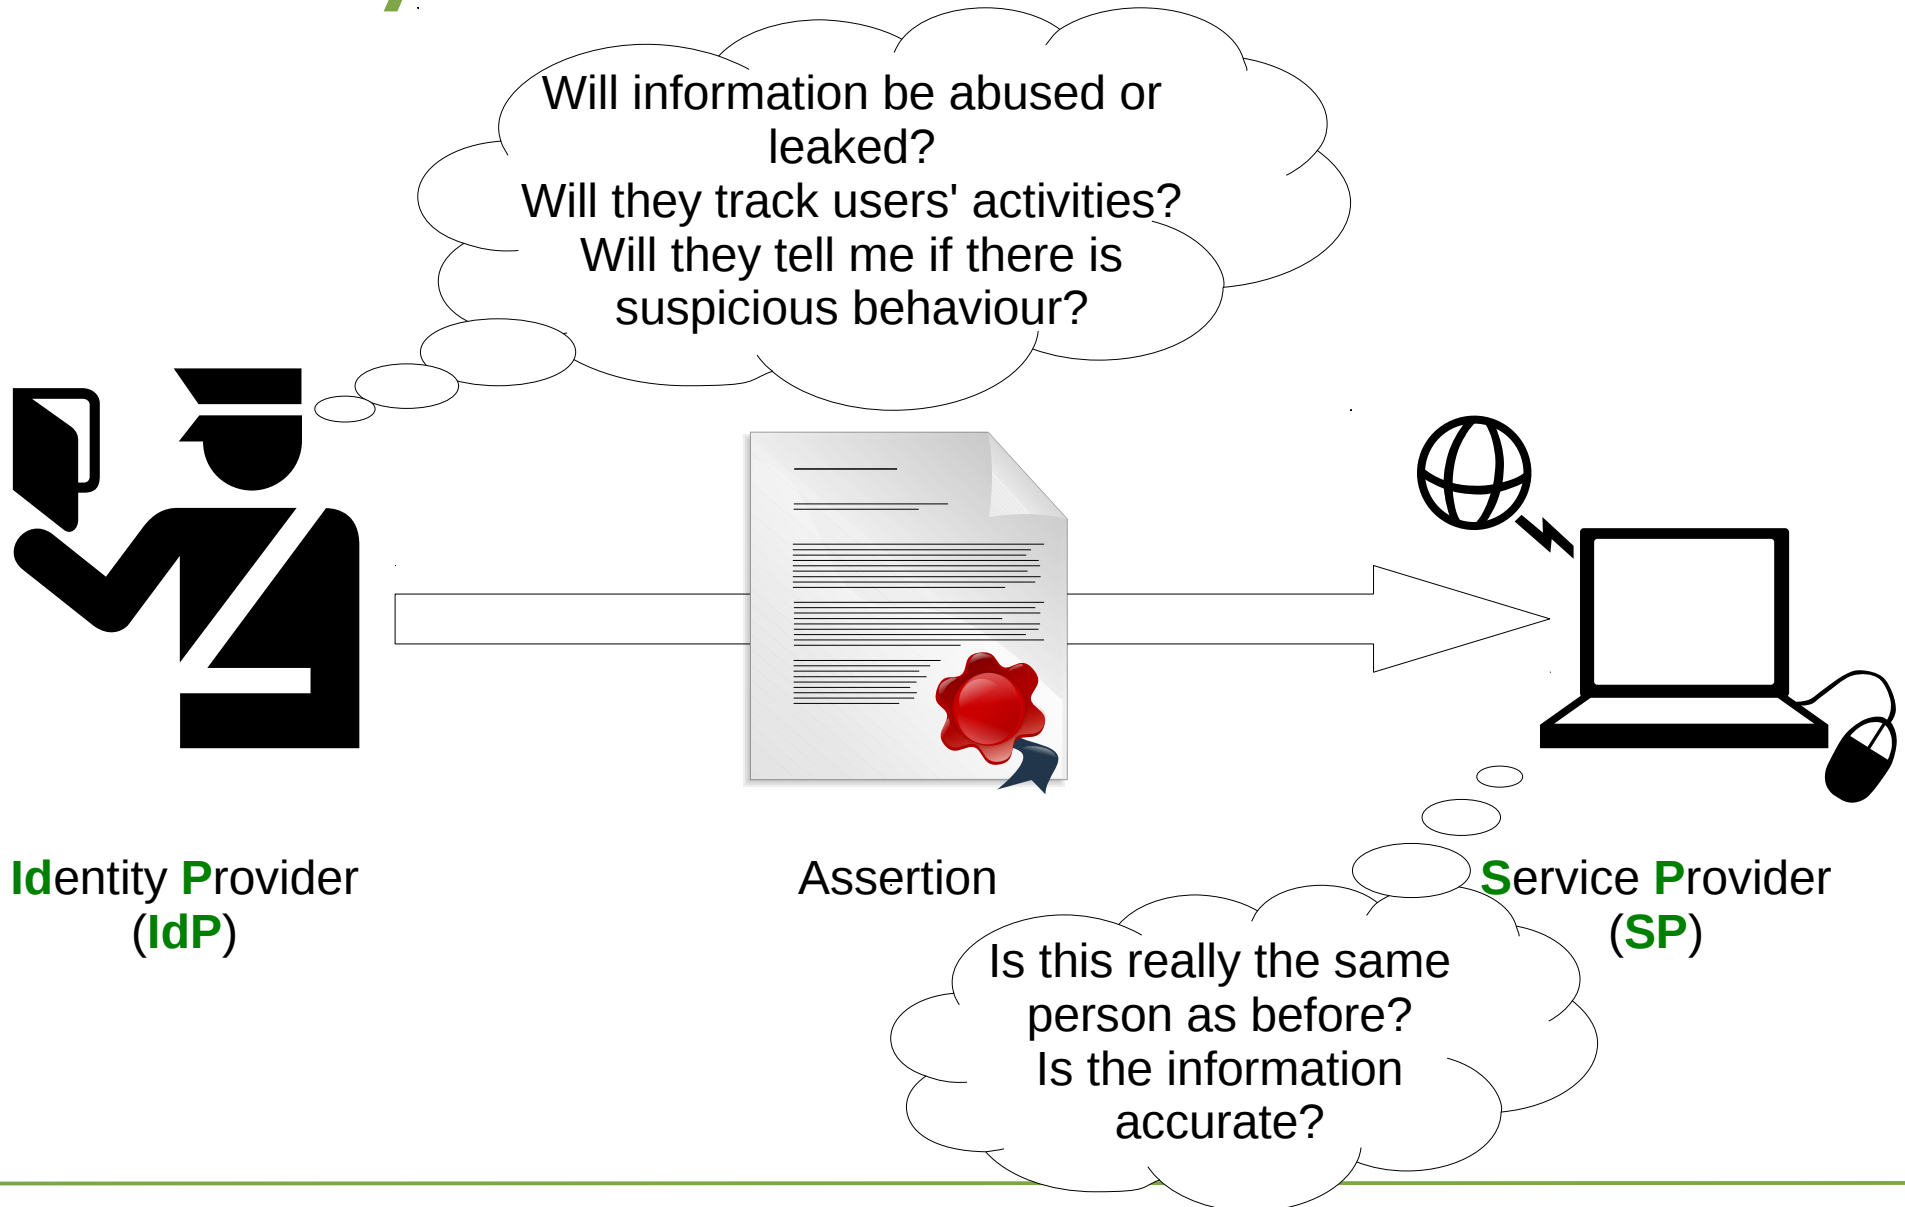 Will information be abused or
leaked?
Will they track users' activities?
Will they tell me if there is
suspicious behaviour?
Identity Provider
(IdP)
Assertion
Service Provider
(SP)
Is this really the same
person as before?
Is the information
accurate?